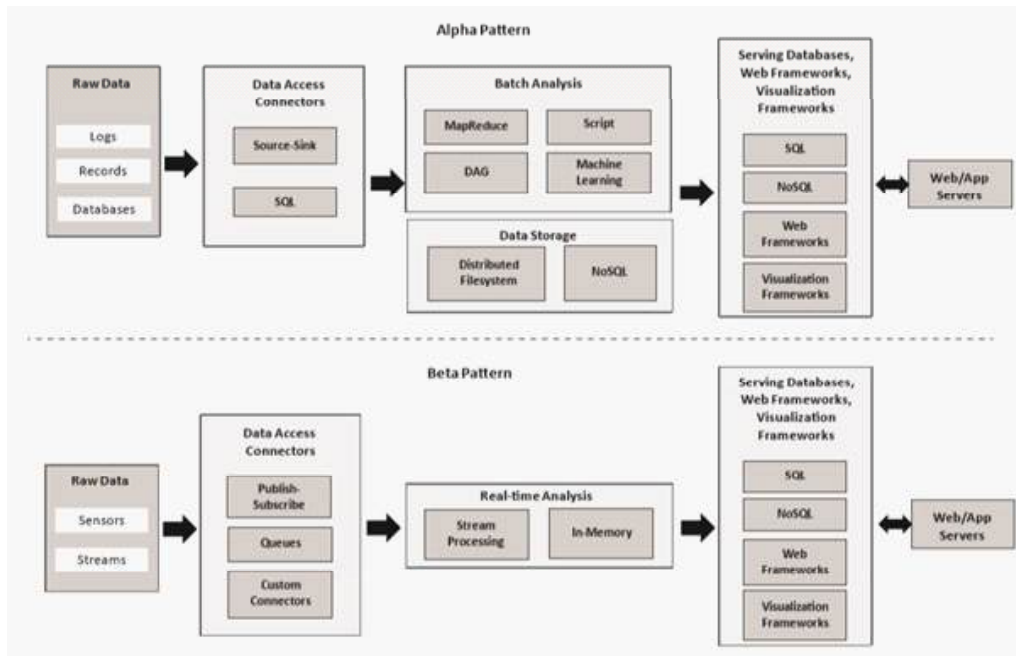 Alpha Pattern
Raw Data
Logs
Records
Databases
Data Access
Connectors
Source-Sink
SQL
Batch Analysis
MapReduce
Script
DAG
Machine
Learning
Data Storage
Distributed
Filesystem
NoSQL
Serving Databases,
Web Frameworks,
Visualization
Frameworks
SQL
NoSQL
Web
Frameworks
Visualization
Frameworks
Web/App
Servers
Beta Pattern
Raw Data
Sensors
Streams
Data Access
Connectors
Publish-
Subscribe
Queues
Custom
Connectors
Real-time Analysis
Stream
Processing
In-Memory
Serving Databases,
Web Frameworks,
Visualization
Frameworks
SQL
NoSQL
Web
Frameworks
Visualization
Frameworks
Web/App
Servers